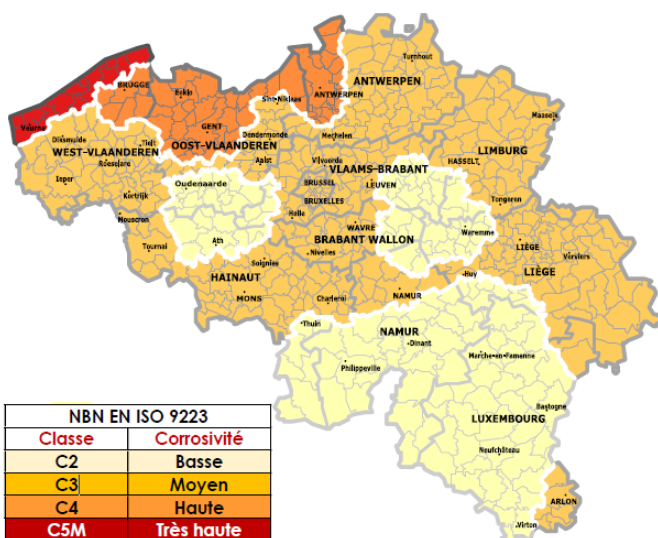 Turnhout
ANTWERPEN
BRUGGE
Eeklo
Sint-Niklaas
ANTWERPEN
Maaseik
Veurne
GENT
Diksmuide
Tielt
OOST-VLAANDEREN
Dendermonde
Mechelen
LIMBURG
WEST-VLAANDEREN
Roeselare
Aalst
Vilvoorde
VLAAMS-BRABANT
HASSELT
Ieper
Oudenaarde
BRUSSEL
LEUVEN
Kortrijk
BRUXELLES
Tongeren
Mouscron
Halle
WAVRE
Waremme
Tournai
Ath
BRABANT WALLON
LIÈGE
Nivelles
Verviers
Soignies
HAINAUT
Huy
LIÈGE
MONS
Charleroi
NAMUR
Thuin
NAMUR
Dinant
Marche-en-Famenne
Philippeville
Bastogne
LUXEMBOURG
Neufchâteau
ARLON
Virton
NBN EN ISO 9223
Classe Corrosivité
C2 Basse
C3 Moyen
C4 Haute
C5M Très haute